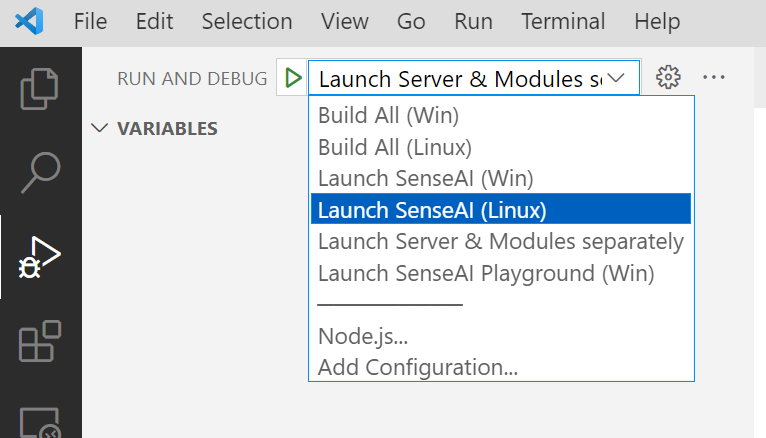 File Edit Selection View Go Run Terminal Help
RUN AND DEBUG Launch Server & Modules s
VARIABLES
Build All (Win)
Build All (Linux)
Launch SenseAI (Win)
Launch SenseAI (Linux)
Launch Server & Modules separately
Launch SenseAI Playground (Win)
Node.js...
Add Configuration...